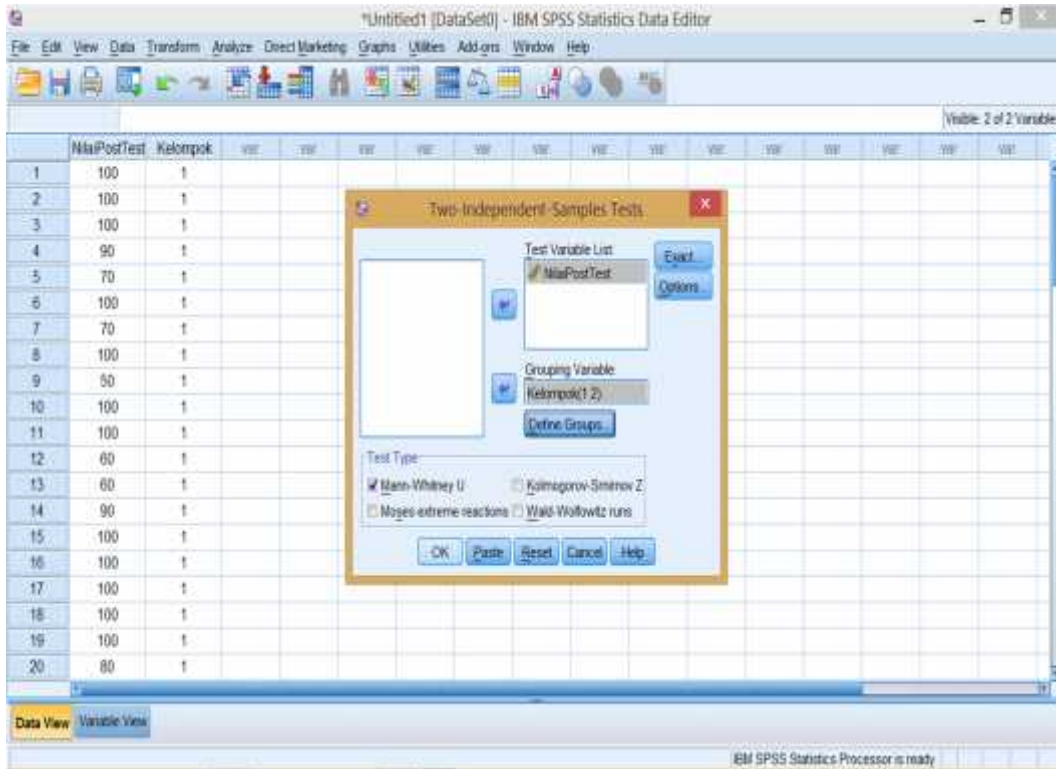 *Untitled1 [DataSet0] - IBM SPSS Statistics Data Editor
File Edit View Data Transform Analyze Direct Marketing Graphs Utilities Add-ons Window Help
Visible: 2 of 2 Variable
NilaiPostTest Kelompok var var var var var var var var var var var var
1 100 1
2 100 1
3 100 1
4 90 1
5 70 1
6 100 1
7 70 1
8 100 1
9 50 1
10 100 1
11 100 1
12 60 1
13 60 1
14 90 1
15 100 1
16 100 1
17 100 1
18 100 1
19 100 1
20 80 1
Two-Independent-Samples Tests
Test Variable List:
NilaiPostTest
Exact...
Options...
Grouping Variable:
Kelompok(1 2)
Define Groups...
Test Type
Mann-Whitney U Kolmogorov-Smirnov Z
Moses extreme reactions Wald-Wolfowitz runs
OK Paste Reset Cancel Help
Data View Variable View
IBM SPSS Statistics Processor is ready